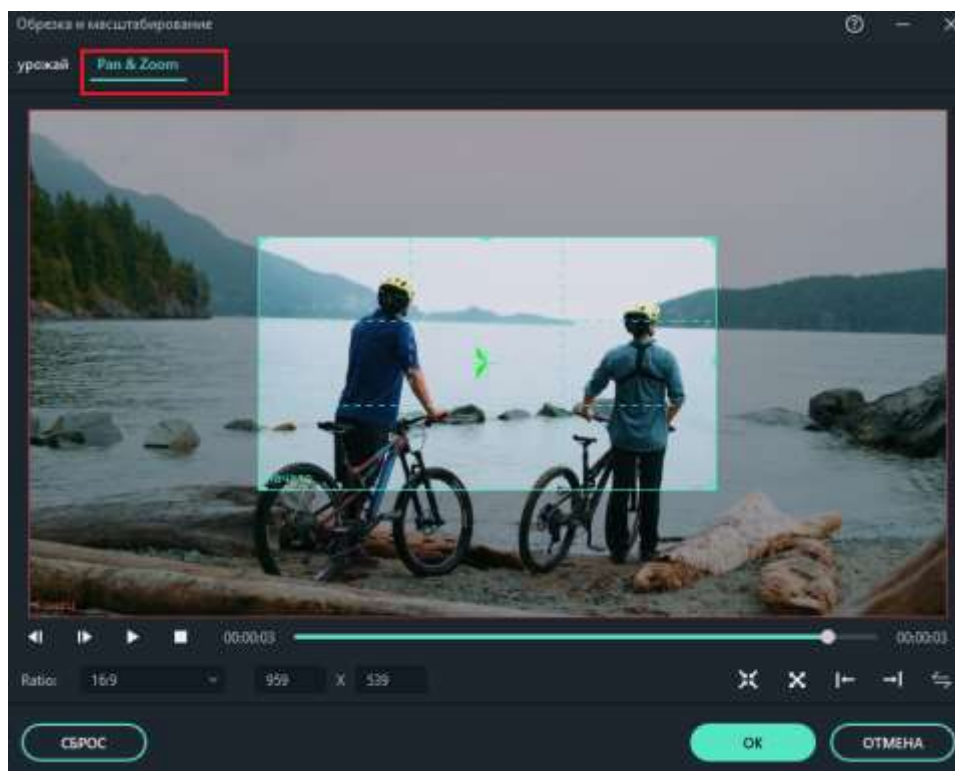 Обрезка и масштабирование
урожай Pan & Zoom
Начало
00:00:03 00:00:03
Ratio: 16:9 959 X 539
СБРОС OK ОТМЕНА